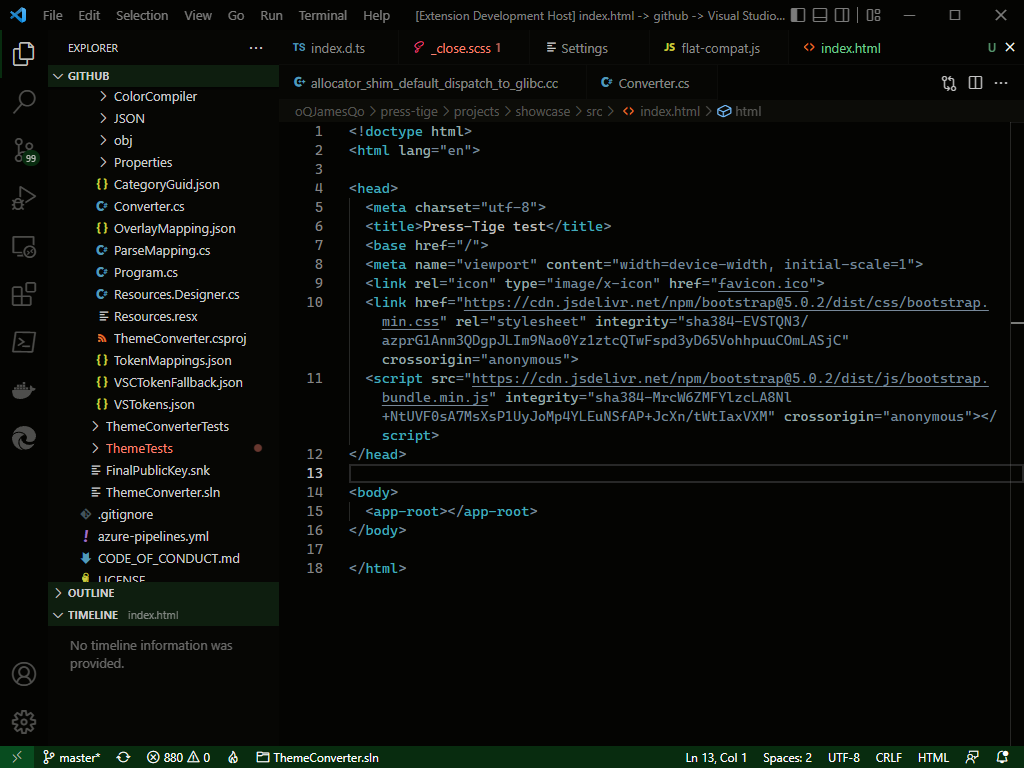 File Edit Selection View Go Run Terminal Help [Extension Development Host] index.html -> github -> Visual Studio...
EXPLORER
index.d.ts
_close.scss 1
Settings
flat-compat.js
index.html U
allocator_shim_default_dispatch_to_glibc.cc
Converter.cs
oQJamesQo > press-tige > projects > showcase > src > index.html > html
GITHUB
ColorCompiler
JSON
obj
Properties
CategoryGuid.json
Converter.cs
OverlayMapping.json
ParseMapping.cs
Program.cs
Resources.Designer.cs
Resources.resx
ThemeConverter.csproj
TokenMappings.json
VSCTokenFallback.json
VSTokens.json
ThemeConverterTests
ThemeTests
FinalPublicKey.snk
ThemeConverter.sln
.gitignore
azure-pipelines.yml
CODE_OF_CONDUCT.md
LICENSE
OUTLINE
TIMELINE index.html
No timeline information was
provided.
99
1 <!doctype html>
2 <html lang="en">
3
4 <head>
5 <meta charset="utf-8">
6 <title>Press-Tige test</title>
7 <base href="/">
8 <meta name="viewport" content="width=device-width, initial-scale=1">
9 <link rel="icon" type="image/x-icon" href="favicon.ico">
10 <link href="https://cdn.jsdelivr.net/npm/bootstrap@5.0.2/dist/css/bootstrap.
min.css" rel="stylesheet" integrity="sha384-EVSTQN3/
azprG1Anm3QDgpJLIm9Nao0Yz1ztcQTwFspd3yD65VohhpuuCOmLASjC"
crossorigin="anonymous">
11 <script src="https://cdn.jsdelivr.net/npm/bootstrap@5.0.2/dist/js/bootstrap.
bundle.min.js" integrity="sha384-MrcW6ZMFYlzcLA8Nl
+NtUVF0sA7MsXsP1UyJoMp4YLEuNSfAP+JcXn/tWtIaxVXM" crossorigin="anonymous"></
script>
12 </head>
13
14 <body>
15 <app-root></app-root>
16 </body>
17
18 </html>
master* 880 0 ThemeConverter.sln Ln 13, Col 1 Spaces: 2 UTF-8 CRLF HTML